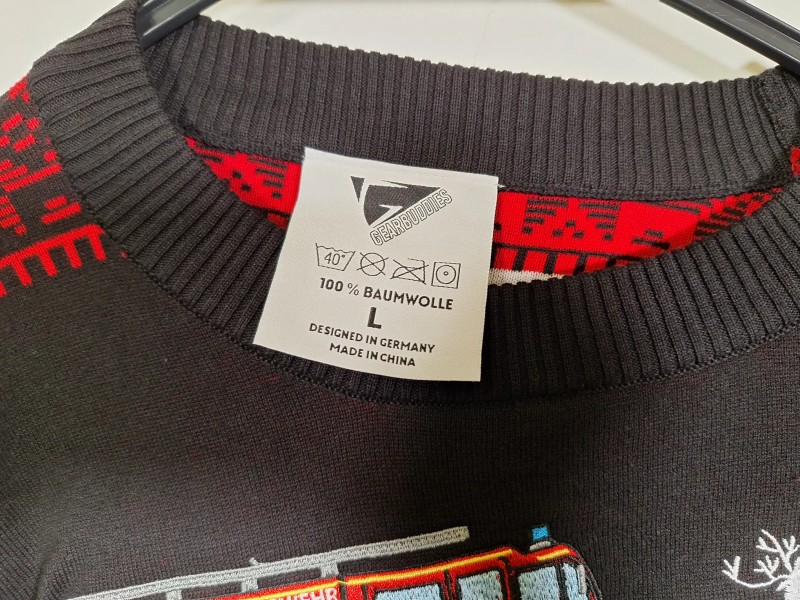 GEARBUDDIES
40°
100 % BAUMWOLLE
L
DESIGNED IN GERMANY
MADE IN CHINA